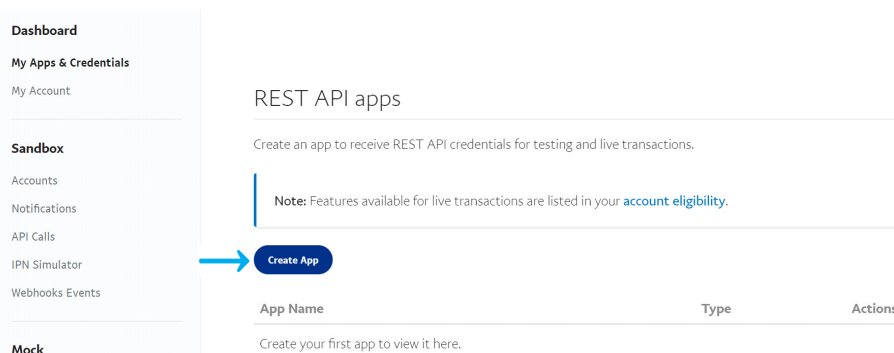 Dashboard
My Apps & Credentials
My Account
Sandbox
Accounts
Notifications
API Calls
IPN Simulator
Webhooks Events
Mock
REST API apps
Create an app to receive REST API credentials for testing and live transactions.
Note: Features available for live transactions are listed in your account eligibility.
Create App
App Name Type Actions
Create your first app to view it here.